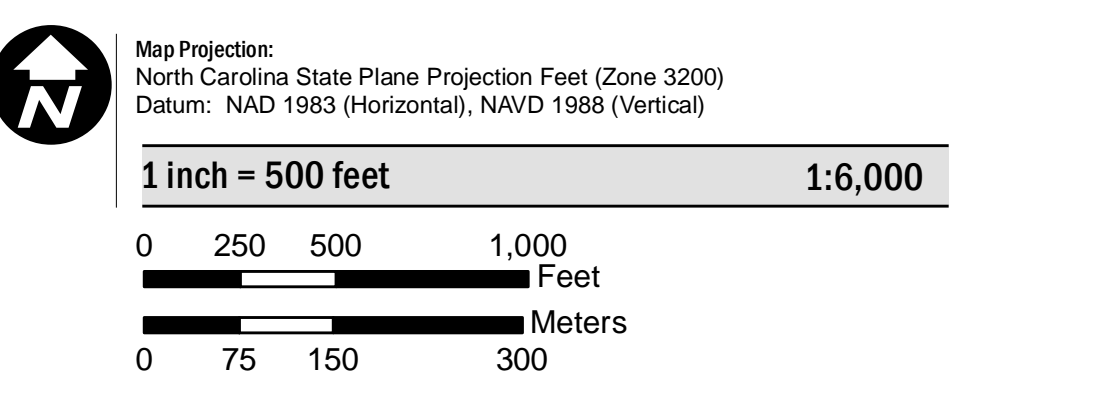 N
Map Projection:
North Carolina State Plane Projection Feet (Zone 3200)
Datum: NAD 1983 (Horizontal), NAVD 1988 (Vertical)
1 inch = 500 feet 1:6,000
0 250 500 1,000
Feet
Meters
0 75 150 300